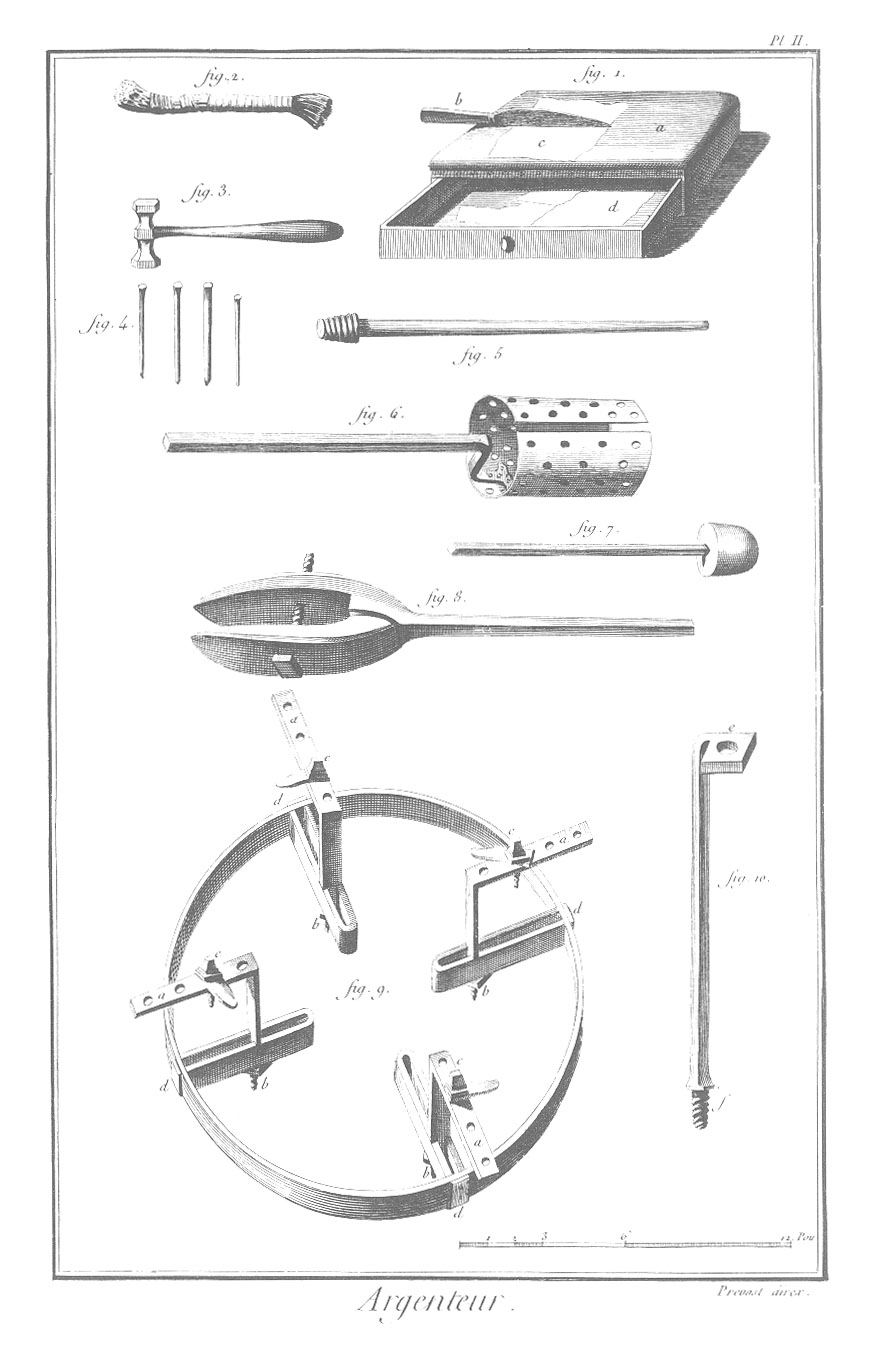 Pl II.
fig. 2.
fig. 1.
b
a
c
d
fig. 3.
fig. 4.
fig. 5
fig. 6.
fig. 7.
fig. 8.
a
c
d
b
c
a
d
b
c
a
d
b
fig. 9.
c
a
b
d
e
fig. 10.
f
1 2 3 6 12. Pou
Argenteur.
Prevost